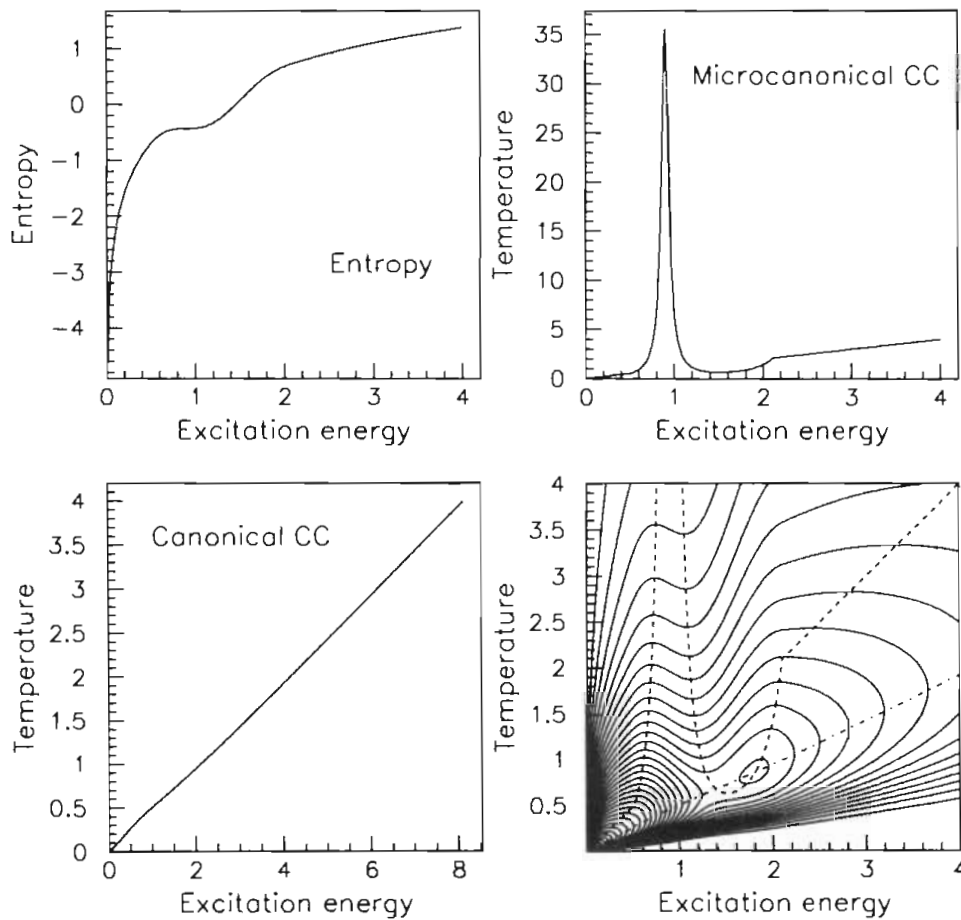 Entropy
1
0
−1
−2
−3
−4
Entropy
0 1 2 3 4
Excitation energy
Temperature
35
30
25
20
15
10
5
0
Microcanonical CC
0 1 2 3 4
Excitation energy
Temperature
4
3.5
3
2.5
2
1.5
1
0.5
0
Canonical CC
0 2 4 6 8
Excitation energy
Temperature
4
3.5
3
2.5
2
1.5
1
0.5
1 2 3 4
Excitation energy